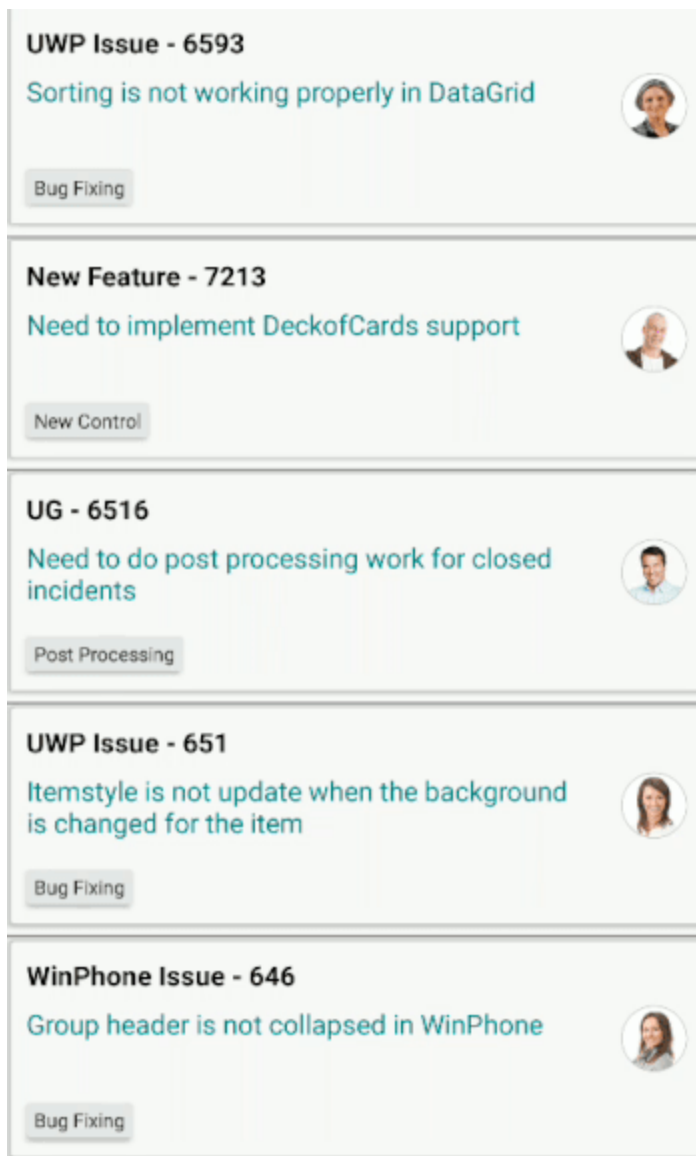 UWP Issue - 6593
Sorting is not working properly in DataGrid
Bug Fixing
New Feature - 7213
Need to implement DeckofCards support
New Control
UG - 6516
Need to do post processing work for closed
incidents
Post Processing
UWP Issue - 651
Itemstyle is not update when the background
is changed for the item
Bug Fixing
WinPhone Issue - 646
Group header is not collapsed in WinPhone
Bug Fixing